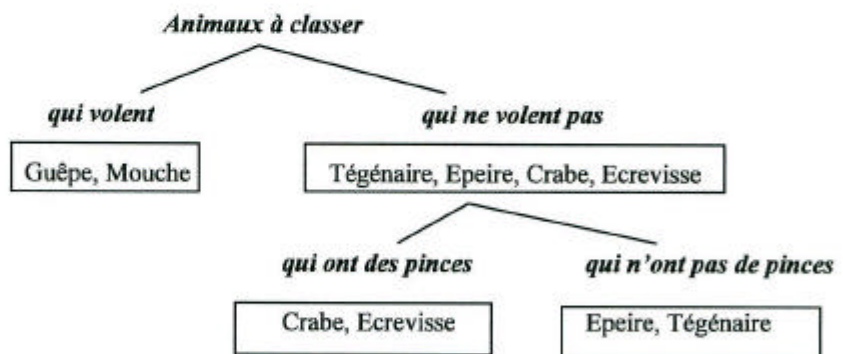 Animaux à classer
qui volent
qui ne volent pas
Guêpe, Mouche
Tégénaire, Epeire, Crabe, Ecrevisse
qui ont des pinces
qui n'ont pas de pinces
Crabe, Ecrevisse
Epeire, Tégénaire